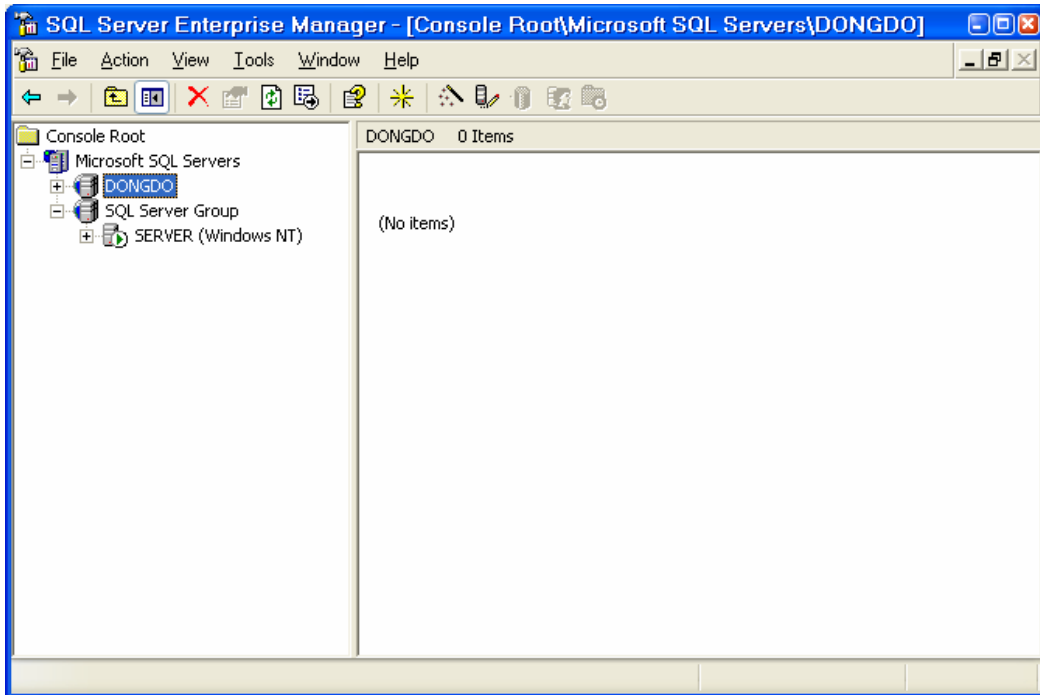 SQL Server Enterprise Manager - [Console Root\Microsoft SQL Servers\DONGDO]
File Action View Tools Window Help
Console Root
Microsoft SQL Servers
DONGDO
SQL Server Group
SERVER (Windows NT)
DONGDO 0 Items
(No items)